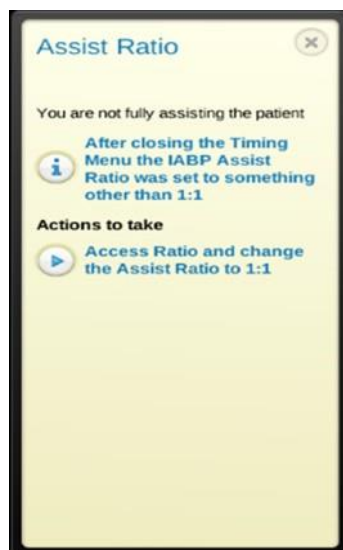 Assist Ratio
You are not fully assisting the patient
After closing the Timing
Menu the IABP Assist
Ratio was set to something
other than 1:1
Actions to take
Access Ratio and change
the Assist Ratio to 1:1